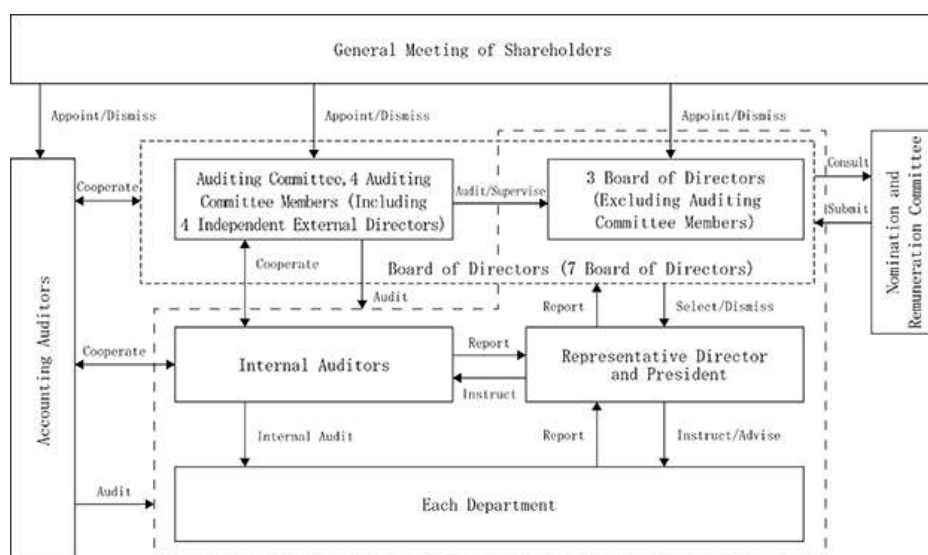 General Meeting of Shareholders
Appoint/Dismiss
Appoint/Dismiss
Appoint/Dismiss
Accounting Auditors
Cooperate
Auditing Committee, 4 Auditing
Committee Members (Including
4 Independent External Directors)
Audit/Supervise
3 Board of Directors
(Excluding Auditing
Committee Members)
Consult
Submit
Nomination and
Remuneration Committee
Cooperate
Board of Directors (7 Board of Directors)
Audit
Report
Select/Dismiss
Cooperate
Internal Auditors
Report
Instruct
Representative Director
and President
Internal Audit
Report
Instruct/Advise
Audit
Each Department